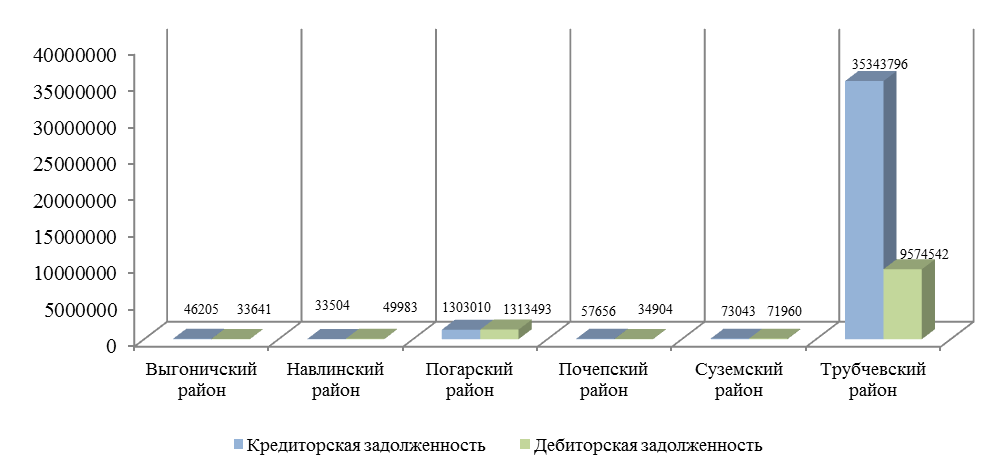 40000000
35000000
30000000
25000000
20000000
15000000
10000000
5000000
0
46205
33641
33504
49983
1303010
1313493
57656
34904
73043
71960
35343796
9574542
Выгоничский район
Навлинский район
Погарский район
Почепский район
Суземский район
Трубчевский район
Кредиторская задолженность
Дебиторская задолженность